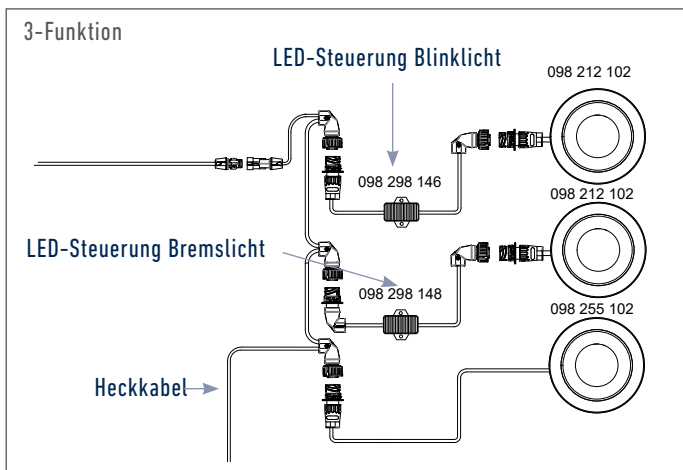 3-Funktion
LED-Steuerung Blinklicht
098 212 102
098 298 146
098 212 102
LED-Steuerung Bremslicht
098 298 148
098 255 102
Heckkabel